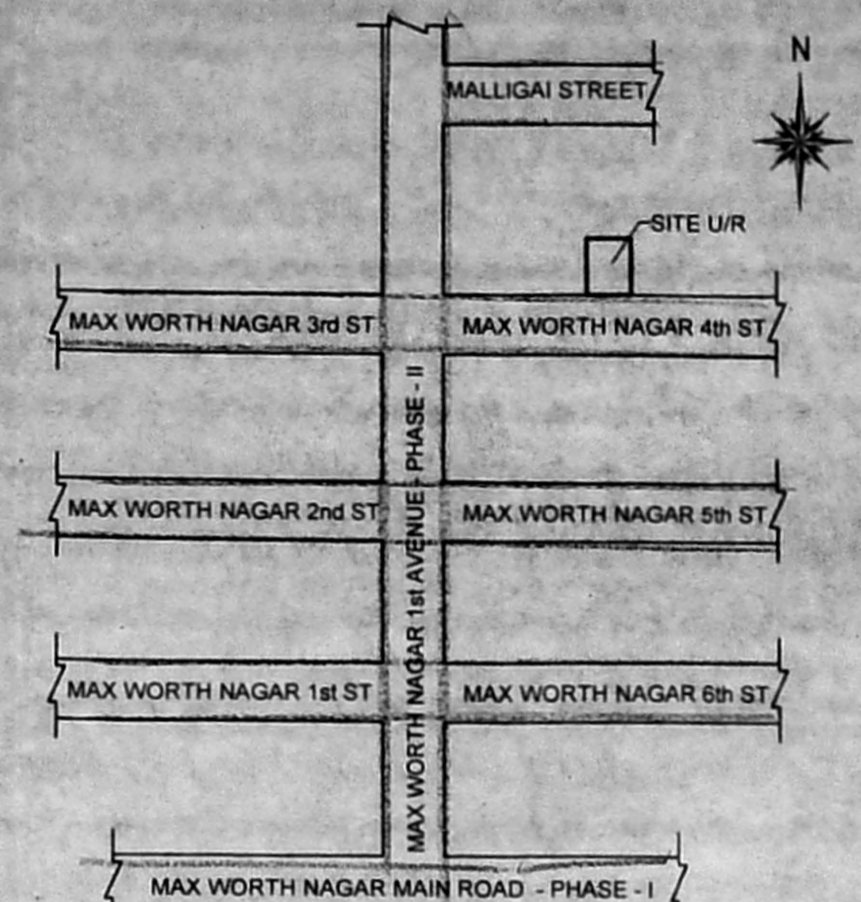 N
MALLIGAI STREET
SITE U/R
MAX WORTH NAGAR 3rd ST
MAX WORTH NAGAR 4th ST
MAX WORTH NAGAR 1st AVENUE - PHASE - II
MAX WORTH NAGAR 2nd ST
MAX WORTH NAGAR 5th ST
MAX WORTH NAGAR 1st ST
MAX WORTH NAGAR 6th ST
MAX WORTH NAGAR MAIN ROAD - PHASE - I